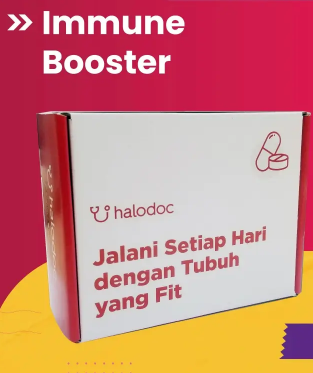 >> Immune
Booster
halodoc
Jalani Setiap Hari
dengan Tubuh
yang Fit